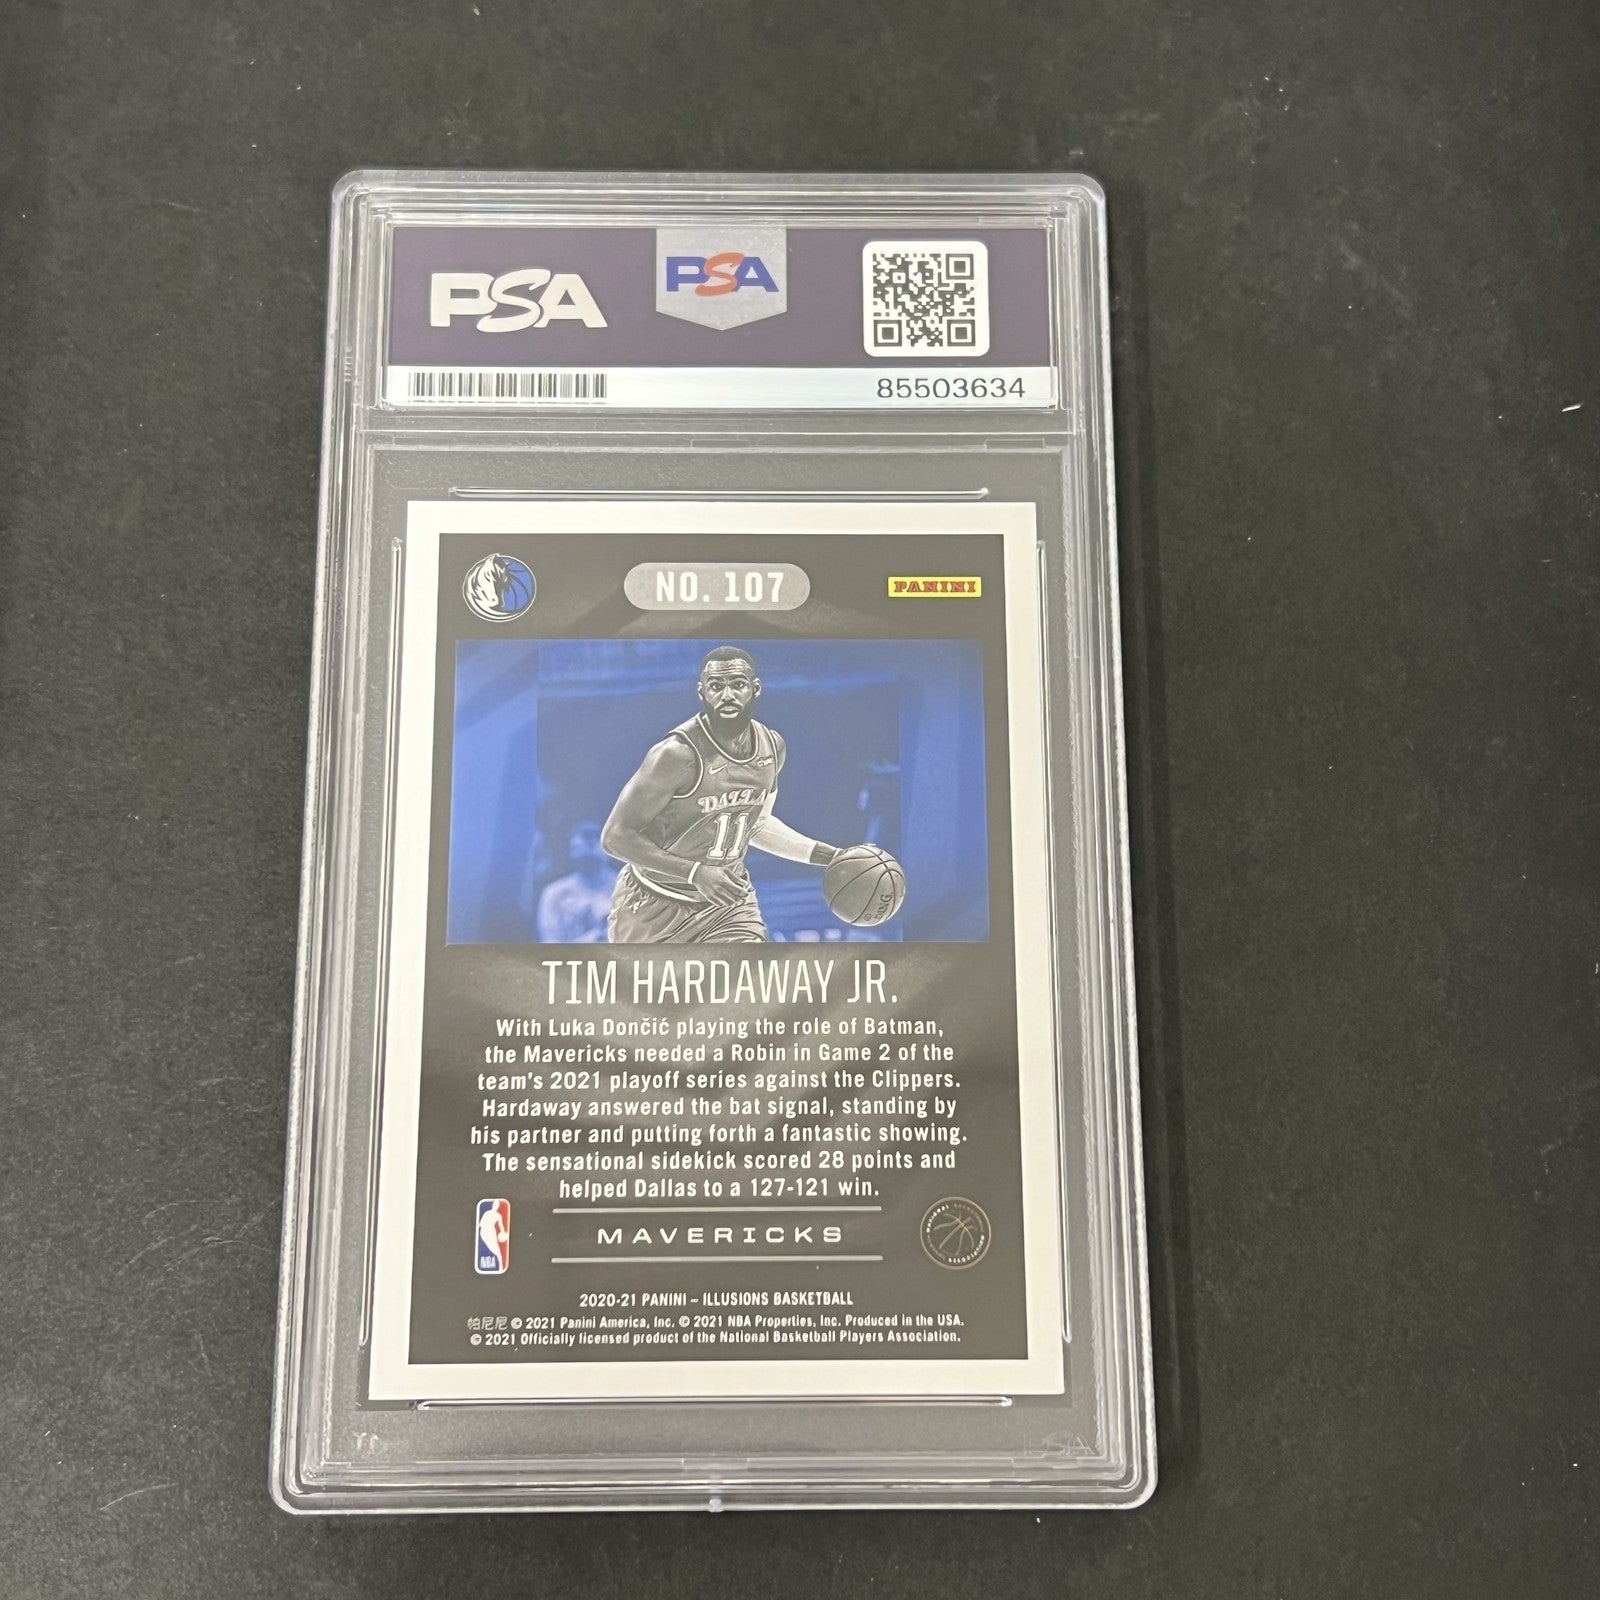 PSA
PSA
85503634
NO. 107
PANINI
DALLA
11
TIM HARDAWAY JR.
With Luka Dončić playing the role of Batman,
the Mavericks needed a Robin in Game 2 of the
team's 2021 playoff series against the Clippers.
Hardaway answered the bat signal, standing by
his partner and putting forth a fantastic showing.
The sensational sidekick scored 28 points and
helped Dallas to a 127-121 win.
MAVERICKS
NBA
2020-21 PANINI – ILLUSIONS BASKETBALL
帕尼尼 © 2021 Panini America, Inc. © 2021 NBA Properties, Inc. Produced in the USA.
© 2021 Officially licensed product of the National Basketball Players Association.
PSA